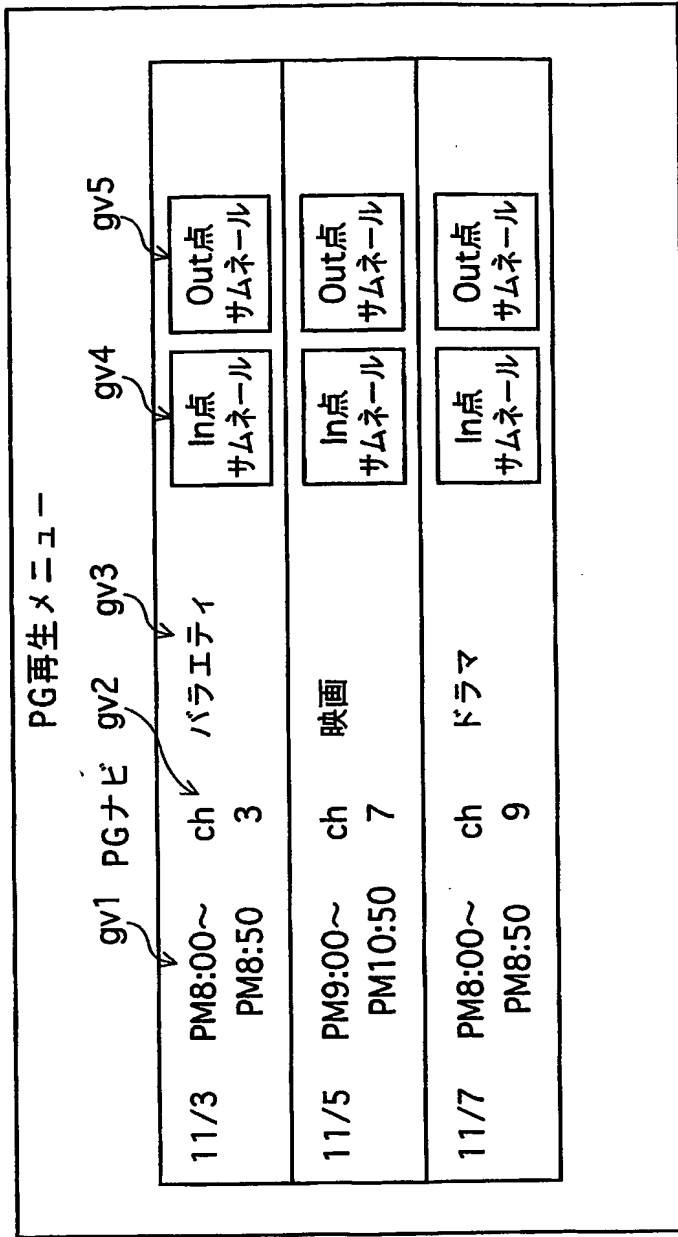 PG再生メニュー
gv1 PGナビ gv2 gv3 gv4 gv5
11/3 PM8:00～ ch バラエティ In点 Out点
PM8:50 3 サムネール サムネール
11/5 PM9:00～ ch 映画 In点 Out点
PM10:50 7 サムネール サムネール
11/7 PM8:00～ ch ドラマ In点 Out点
PM8:50 9 サムネール サムネール